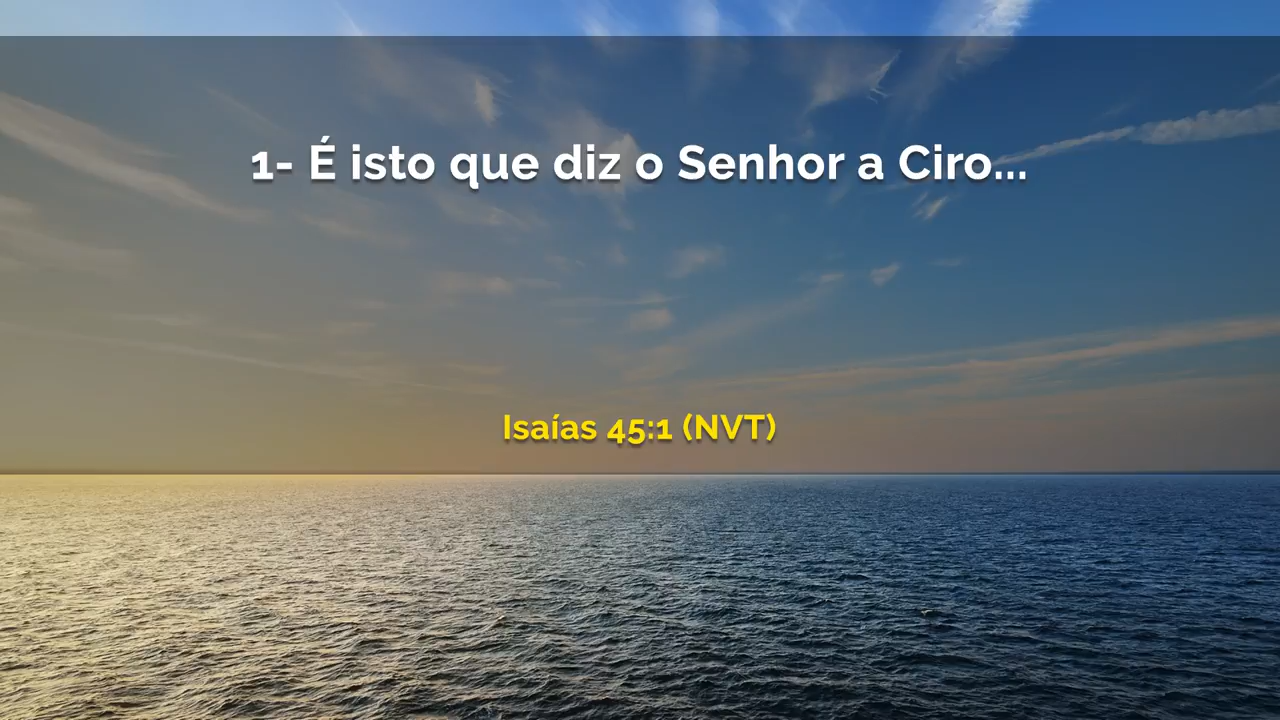 1- É isto que diz o Senhor a Ciro...
Isaías 45:1 (NVT)